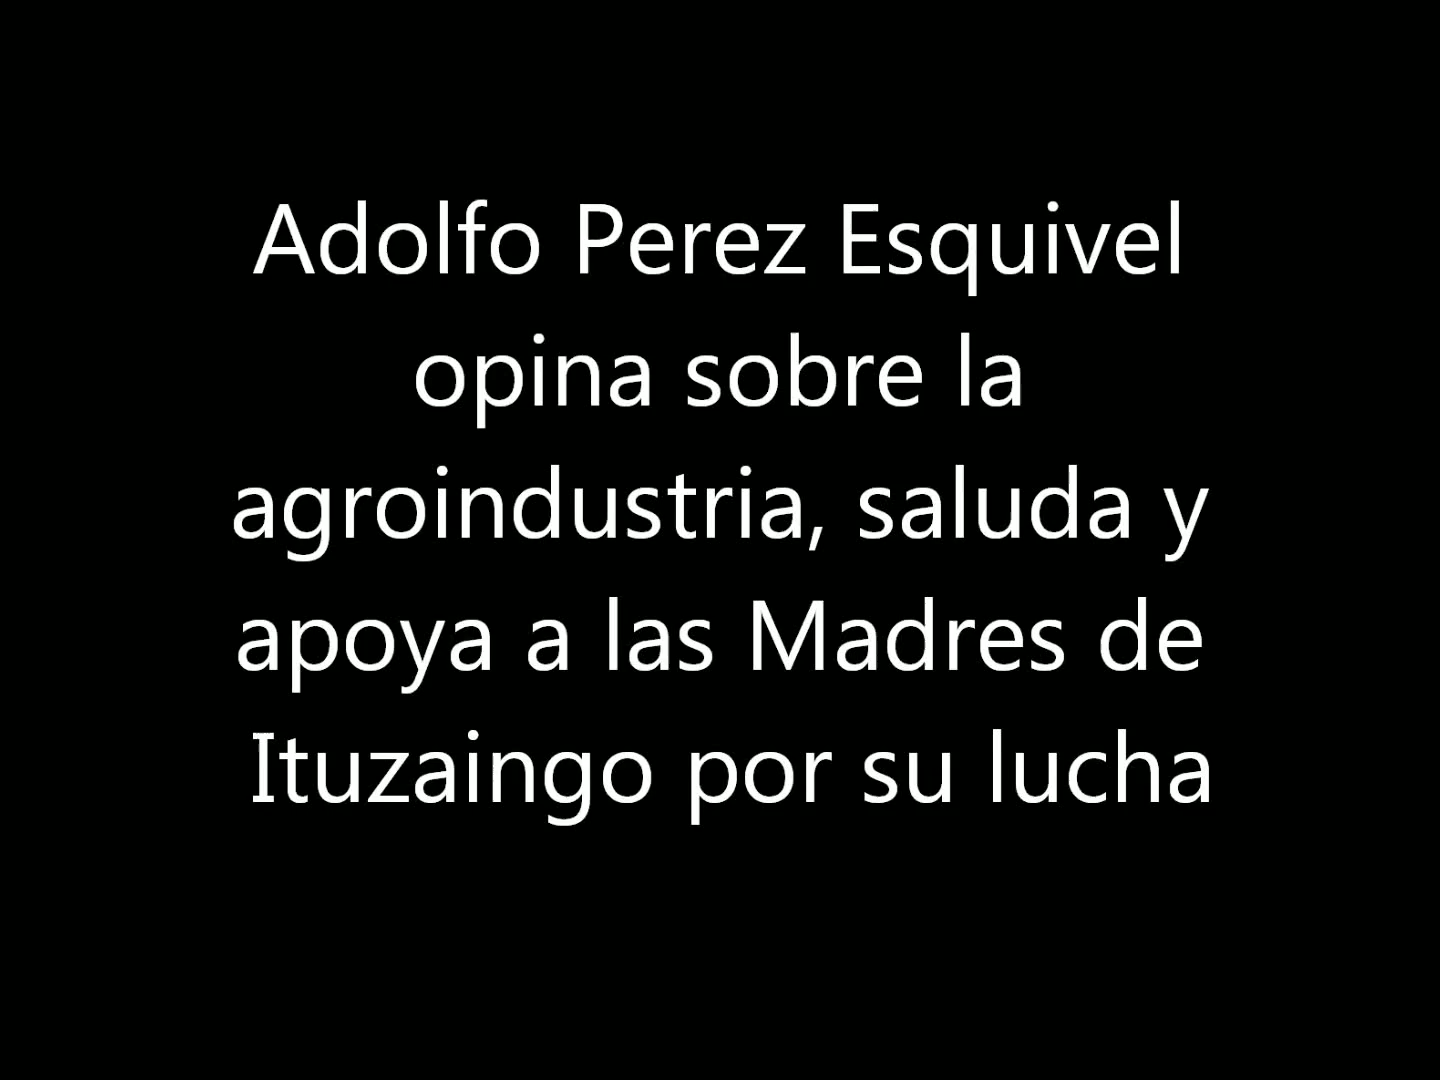 Adolfo Perez Esquivel
opina sobre la
agroindustria, saluda y
apoya a las Madres de
Ituzaingo por su lucha